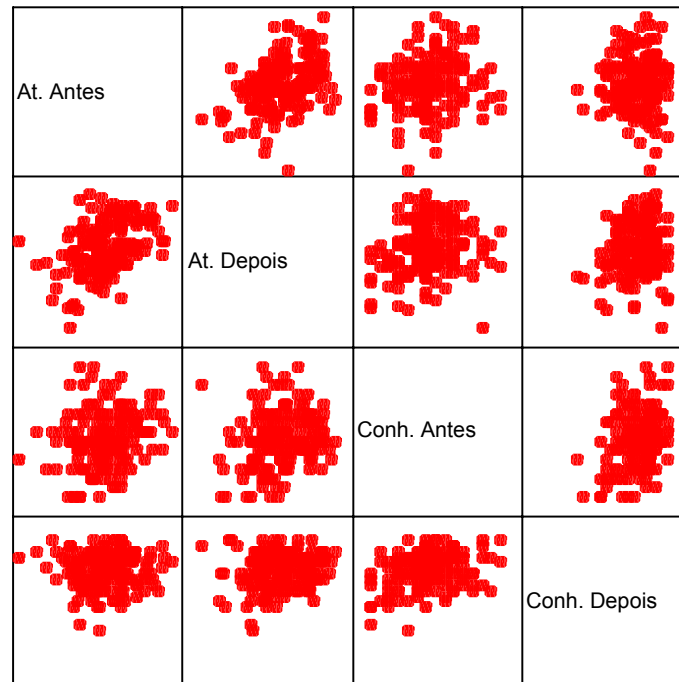 At. Antes
At. Depois
Conh. Antes
Conh. Depois